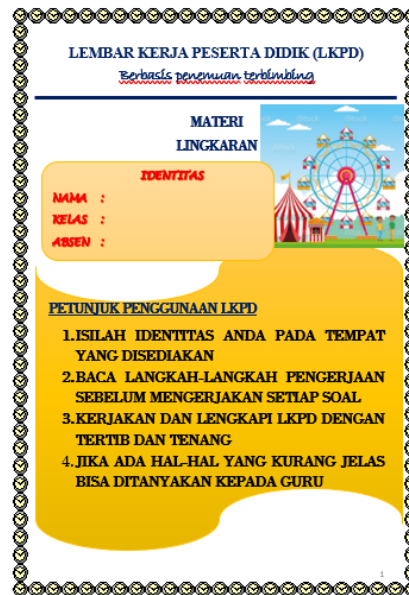 LEMBAR KERJA PESERTA DIDIK (LKPD)
Berbasis penemuan terbimbing
MATERI
LINGKARAN
IDENTITAS
NAMA :
KELAS :
ABSEN :
PETUNJUK PENGGUNAAN LKPD
1. ISILAH IDENTITAS ANDA PADA TEMPAT
YANG DISEDIAKAN
2. BACA LANGKAH-LANGKAH PENGERJAAN
SEBELUM MENGERJAKAN SETIAP SOAL
3. KERJAKAN DAN LENGKAPI LKPD DENGAN
TERTIB DAN TENANG
4. JIKA ADA HAL-HAL YANG KURANG JELAS
BISA DITANYAKAN KEPADA GURU
1